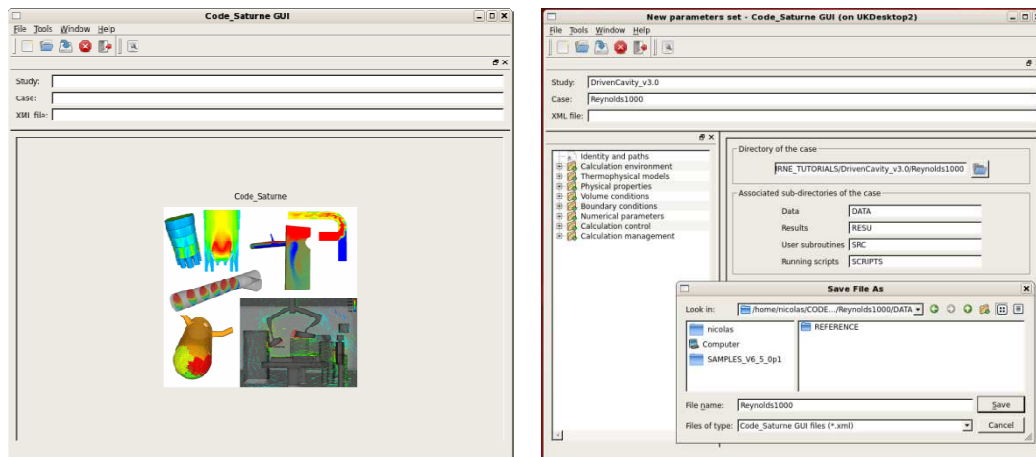 Code_Saturne GUI
File Tools Window Help
Study:
Case:
XML file:
Code_Saturne
New parameters set - Code_Saturne GUI (on UKDesktop2)
File Tools Window Help
Study: DrivenCavity_v3.0
Case: Reynolds1000
XML file:
Identity and paths
Calculation environment
Thermophysical models
Physical properties
Volume conditions
Boundary conditions
Numerical parameters
Calculation control
Calculation management
Directory of the case
RNE_TUTORIALS/DrivenCavity_v3.0/Reynolds1000
Associated sub-directories of the case
Data DATA
Results RESU
User subroutines SRC
Running scripts SCRIPTS
Save File As
Look in: /home/nicolas/CODE.../Reynolds1000/DATA
nicolas
Computer
SAMPLES_V6_5_0p1
REFERENCE
File name: Reynolds1000 Save
Files of type: Code_Saturne GUI files (*.xml) Cancel